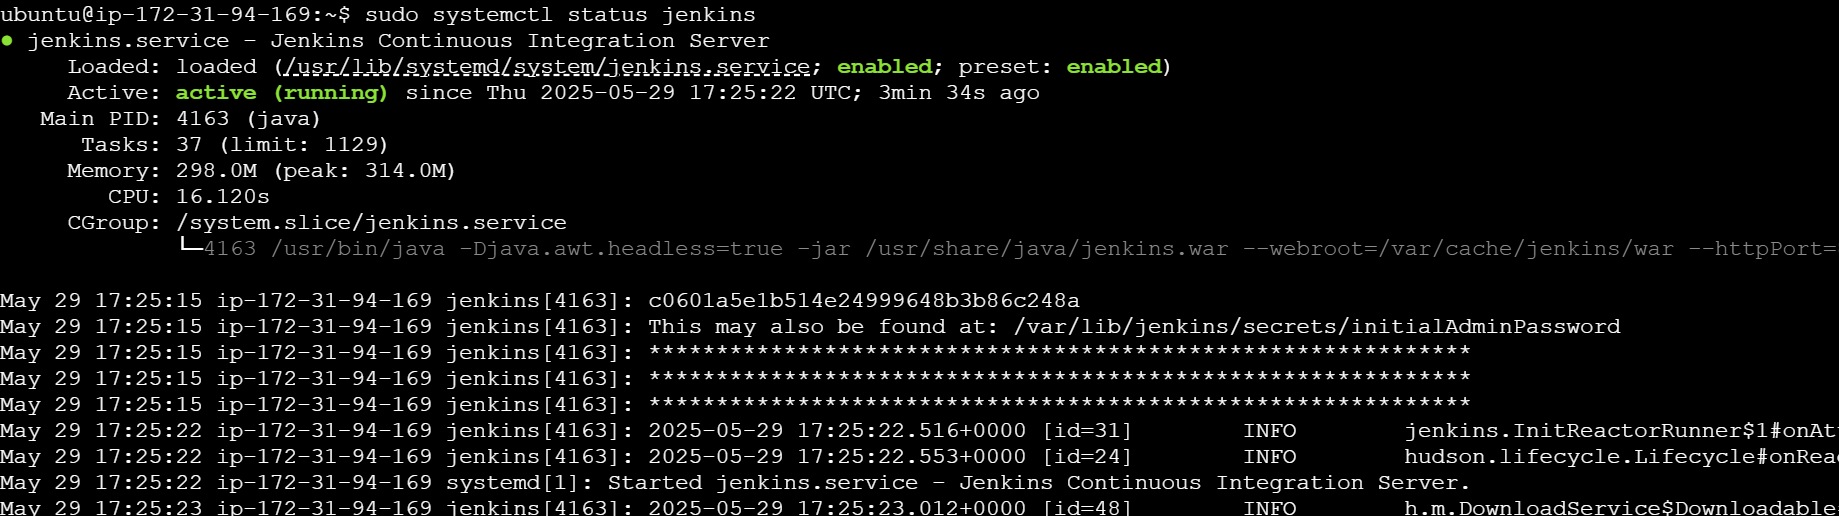 ubuntu@ip-172-31-94-169:~$ sudo systemctl status jenkins
● jenkins.service - Jenkins Continuous Integration Server
     Loaded: loaded (/usr/lib/systemd/system/jenkins.service; enabled; preset: enabled)
     Active: active (running) since Thu 2025-05-29 17:25:22 UTC; 3min 34s ago
   Main PID: 4163 (java)
      Tasks: 37 (limit: 1129)
     Memory: 298.0M (peak: 314.0M)
        CPU: 16.120s
     CGroup: /system.slice/jenkins.service
             └─4163 /usr/bin/java -Djava.awt.headless=true -jar /usr/share/java/jenkins.war --webroot=/var/cache/jenkins/war --httpPort=
May 29 17:25:15 ip-172-31-94-169 jenkins[4163]: c0601a5e1b514e24999648b3b86c248a
May 29 17:25:15 ip-172-31-94-169 jenkins[4163]: This may also be found at: /var/lib/jenkins/secrets/initialAdminPassword
May 29 17:25:15 ip-172-31-94-169 jenkins[4163]: *************************************************************
May 29 17:25:15 ip-172-31-94-169 jenkins[4163]: *************************************************************
May 29 17:25:15 ip-172-31-94-169 jenkins[4163]: *************************************************************
May 29 17:25:22 ip-172-31-94-169 jenkins[4163]: 2025-05-29 17:25:22.516+0000 [id=31]        INFO        jenkins.InitReactorRunner$1#onAt
May 29 17:25:22 ip-172-31-94-169 jenkins[4163]: 2025-05-29 17:25:22.553+0000 [id=24]        INFO        hudson.lifecycle.Lifecycle#onRea
May 29 17:25:22 ip-172-31-94-169 systemd[1]: Started jenkins.service - Jenkins Continuous Integration Server.
May 29 17:25:23 ip-172-31-94-169 jenkins[4163]: 2025-05-29 17:25:23.012+0000 [id=48]        INFO        h.m.DownloadService$Downloadable